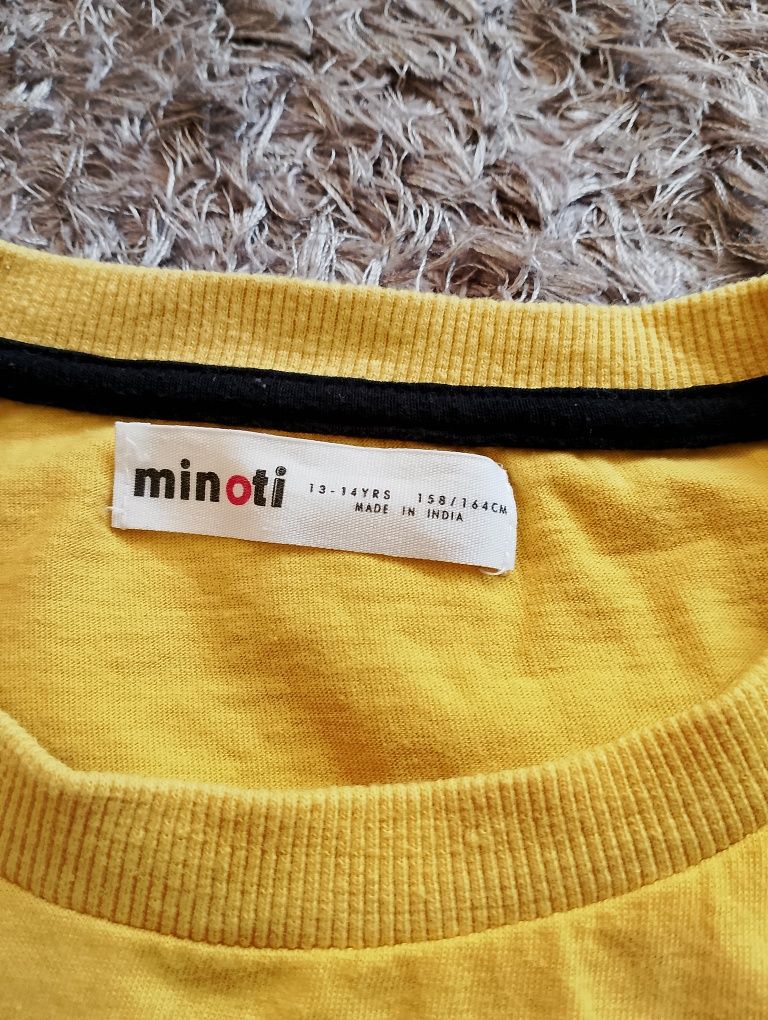 minoti
13-14YRS 158/164CM
MADE IN INDIA